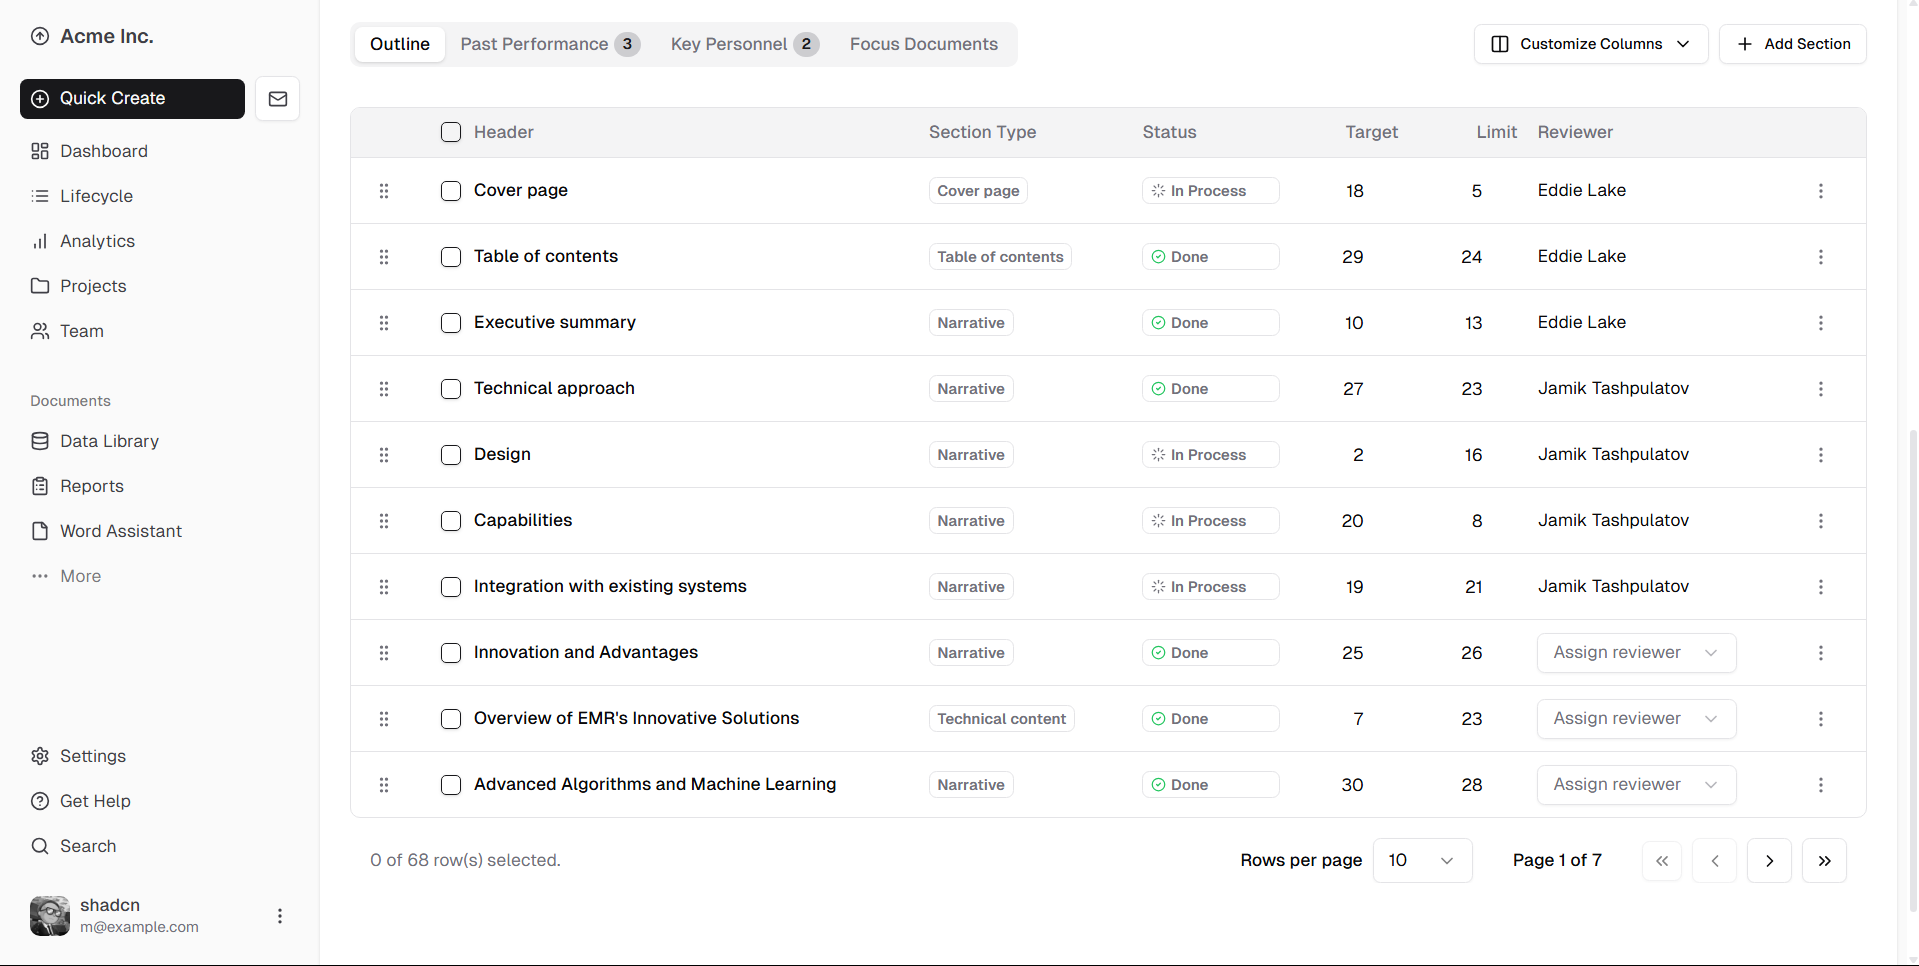 Acme Inc.
Quick Create
Dashboard
Lifecycle
Analytics
Projects
Team
Documents
Data Library
Reports
Word Assistant
More
Settings
Get Help
Search
shadcn
m@example.com
Outline Past Performance 3 Key Personnel 2 Focus Documents Customize Columns Add Section
Header Section Type Status Target Limit Reviewer
Cover page Cover page In Process 18 5 Eddie Lake
Table of contents Table of contents Done 29 24 Eddie Lake
Executive summary Narrative Done 10 13 Eddie Lake
Technical approach Narrative Done 27 23 Jamik Tashpulatov
Design Narrative In Process 2 16 Jamik Tashpulatov
Capabilities Narrative In Process 20 8 Jamik Tashpulatov
Integration with existing systems Narrative In Process 19 21 Jamik Tashpulatov
Innovation and Advantages Narrative Done 25 26 Assign reviewer
Overview of EMR's Innovative Solutions Technical content Done 7 23 Assign reviewer
Advanced Algorithms and Machine Learning Narrative Done 30 28 Assign reviewer
0 of 68 row(s) selected. Rows per page 10 Page 1 of 7